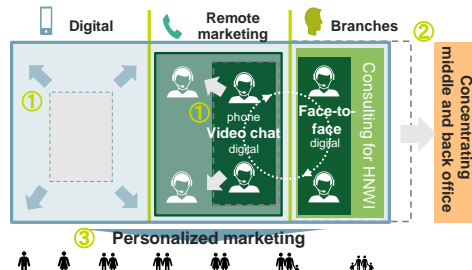 Digital
Remote
marketing
Branches
②
①
①
phone
Video chat
digital
Face-to-
face
digital
Consulting for HNWI
Concentrating
middle and back office
③ Personalized marketing